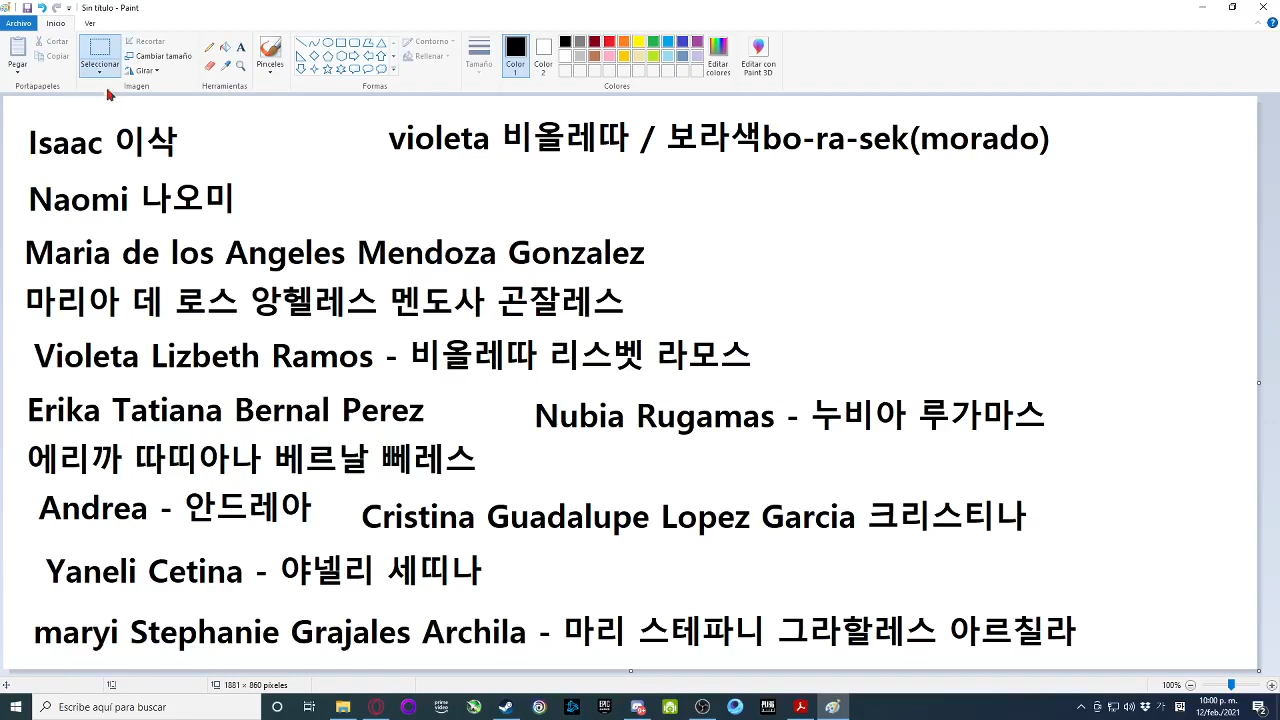 Sin título - Paint
Archivo Inicio Ver
Pegar
Cortar
Copiar
Portapapeles
Seleccionar
Recortar
Cambiar tamaño
Girar
Imagen
A
Herramientas
Pinceles
Contorno
Rellenar
Formas
Tamaño
Color 1
Color 2
Editar colores
Editar con Paint 3D
Colores
Isaac 이삭
violeta 비올레따 / 보라색bo-ra-sek(morado)
Naomi 나오미
Maria de los Angeles Mendoza Gonzalez
마리아 데 로스 앙헬레스 멘도사 곤잘레스
Violeta Lizbeth Ramos - 비올레따 리스벳 라모스
Erika Tatiana Bernal Perez
Nubia Rugamas - 누비아 루가마스
에리까 따띠아나 베르날 뻬레스
Andrea - 안드레아
Cristina Guadalupe Lopez Garcia 크리스티나
Yaneli Cetina - 야넬리 세띠나
maryi Stephanie Grajales Archila - 마리 스테파니 그라할레스 아르칠라
1881 × 860 píxeles
100%
Escribe aquí para buscar
prime video
EPIC GAMES
PUBG
가
10:00 p. m.
12/feb./2021
2